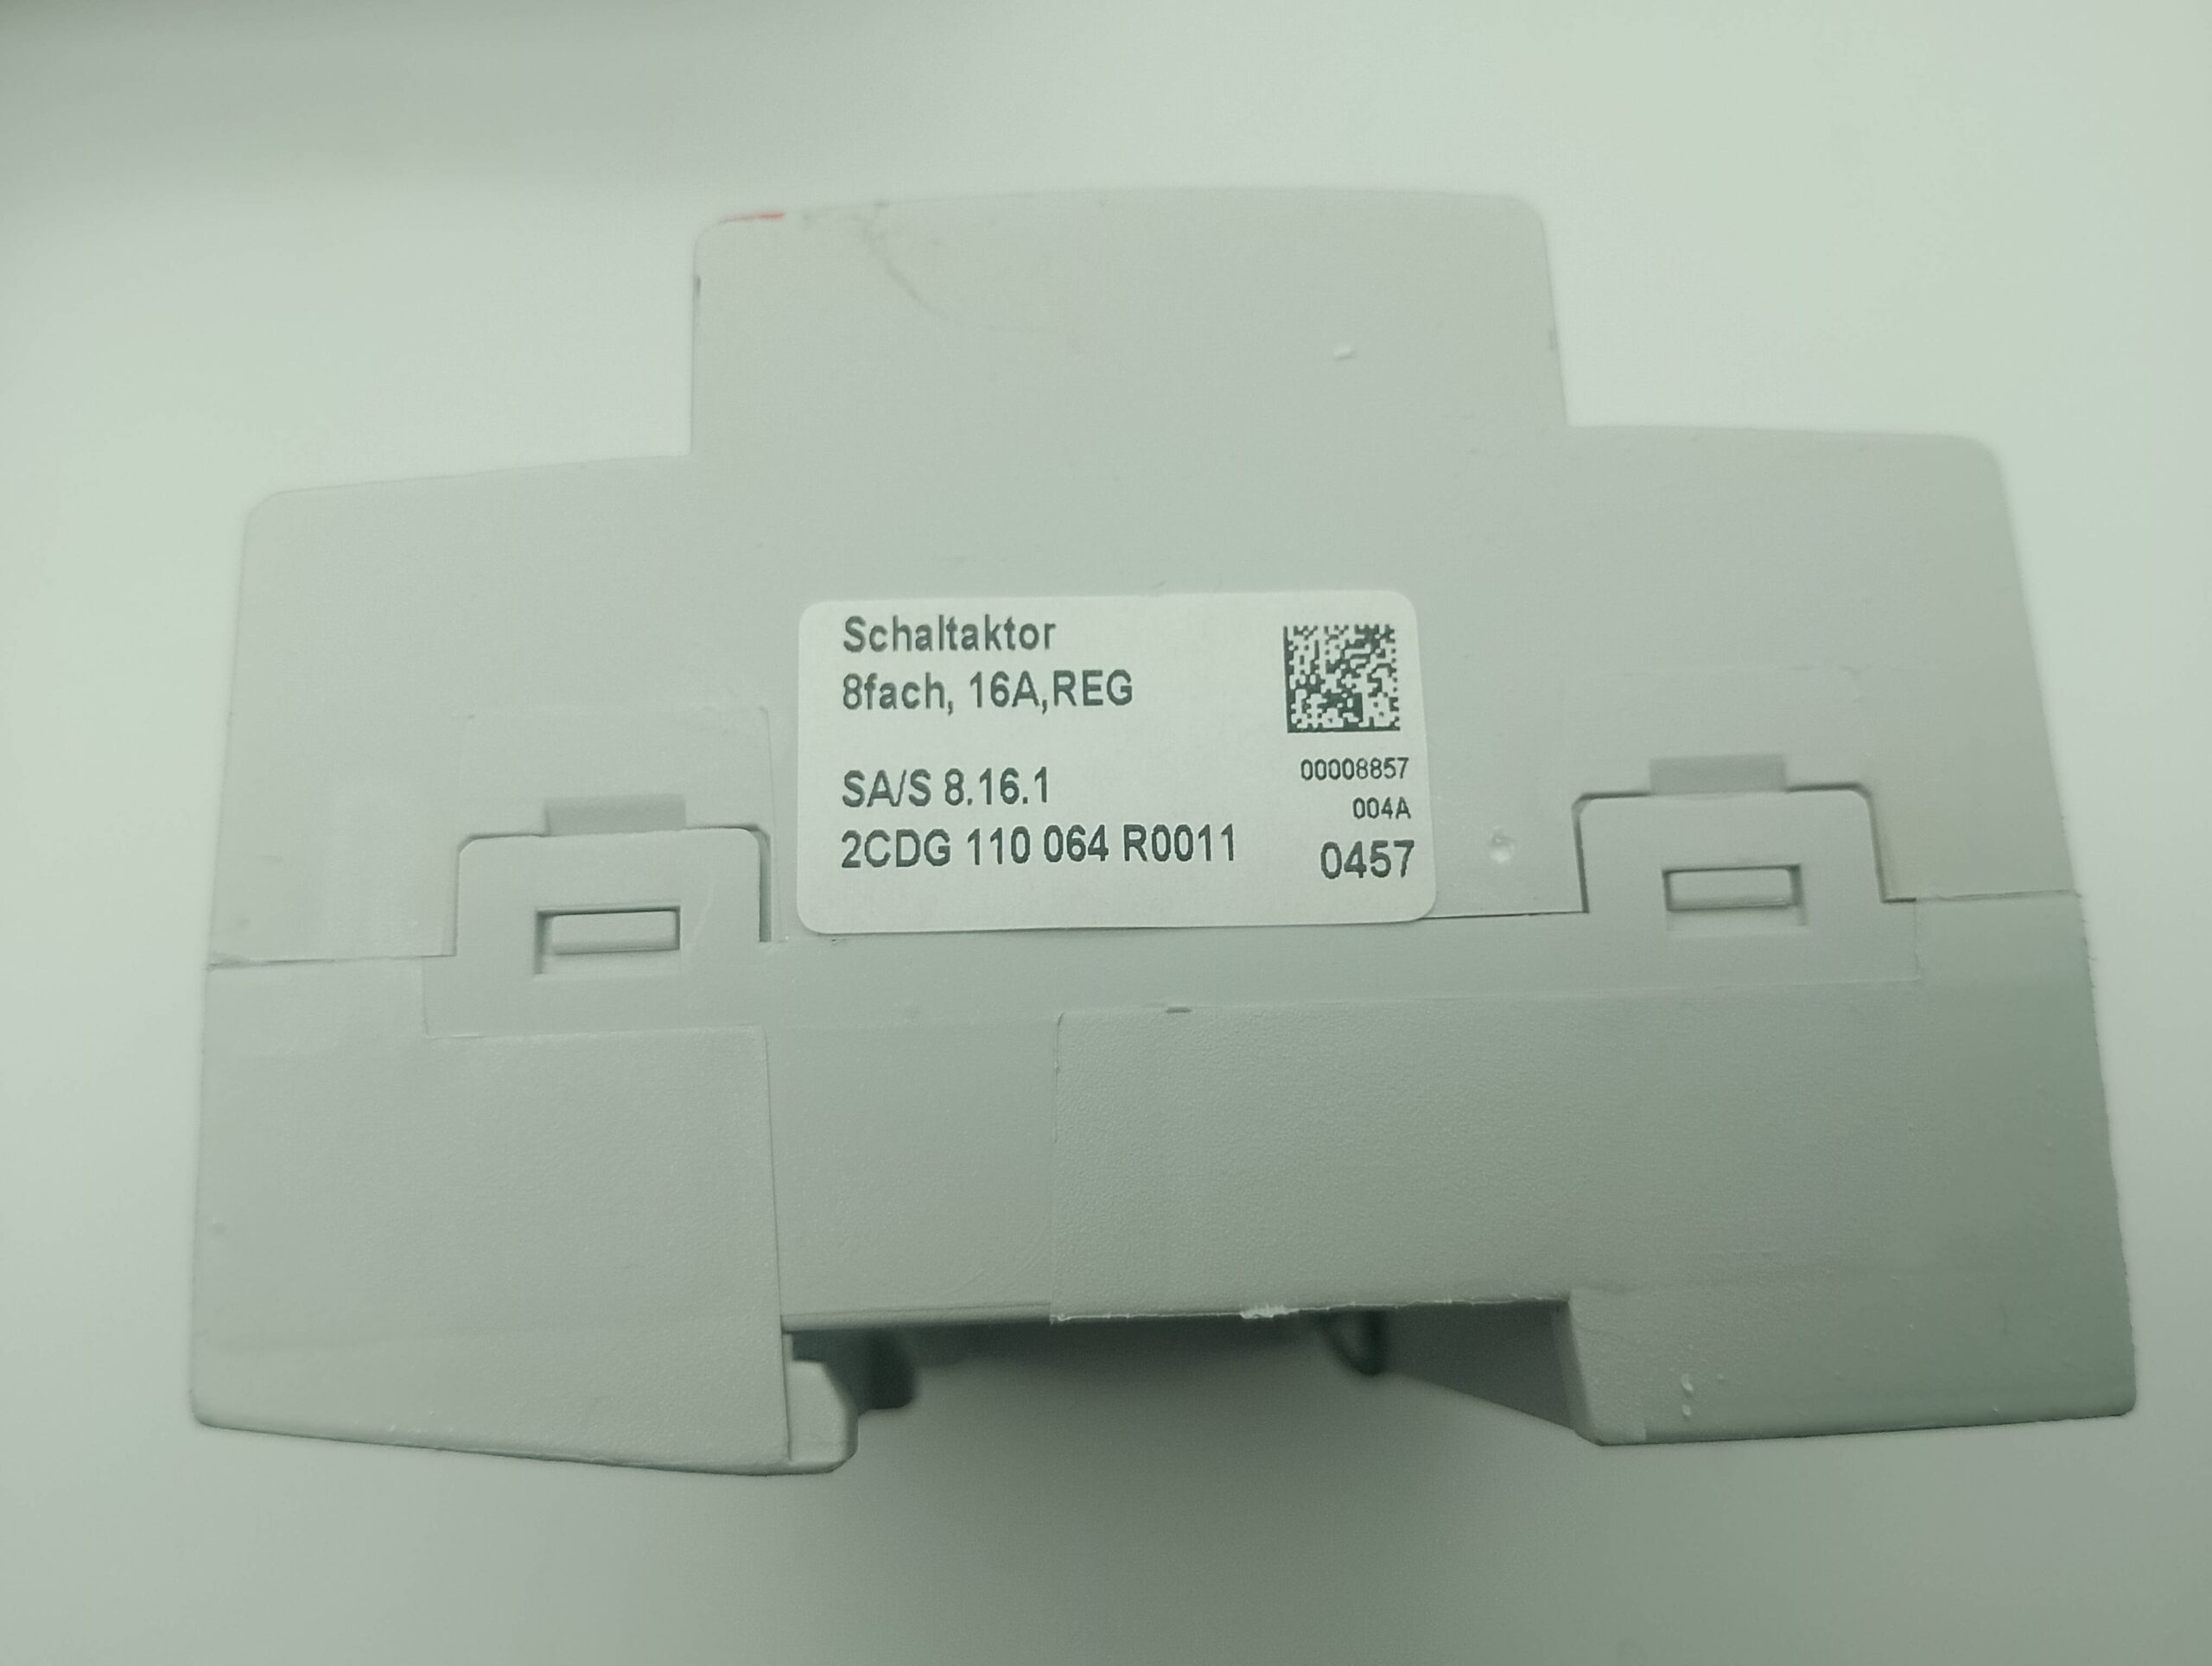 Schaltaktor
8fach, 16A,REG
SA/S 8.16.1
2CDG 110 064 R0011
00008857
004A
0457